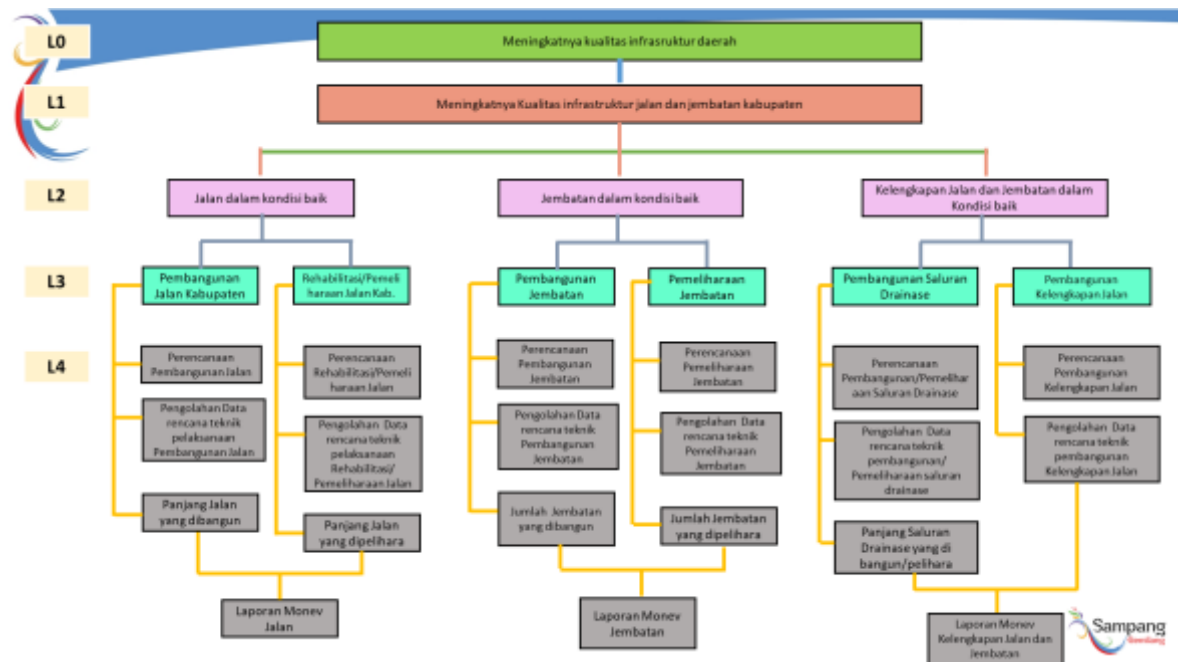 L0
Meningkatnya kualitas infrasruktur daerah
L1
Meningkatnya Kualitas infrastruktur jalan dan jembatan kabupaten
L2
Jalan dalam kondisi baik
Jembatan dalam kondisi baik
Kelengkapan Jalan dan Jembatan dalam
Kondisi baik
L3
Pembangunan
Jalan Kabupaten
Rehabilitasi/Pemeli
haraan Jalan Kab.
Pembangunan
Jembatan
Pemeliharaan
Jembatan
Pembangunan Saluran
Drainase
Pembangunan
Kelengkapan Jalan
L4
Perencanaan
Pembangunan Jalan
Perencanaan
Rehabilitasi/Pemeli
haraan Jalan
Perencanaan
Pembangunan
Jembatan
Perencanaan
Pemeliharaan
Jembatan
Perencanaan
Pembangunan/Pemelihar
aan Saluran Drainase
Perencanaan
Pembangunan
Kelengkapan Jalan
Pengolahan Data
rencana teknik
pelaksanaan
Pembangunan Jalan
Pengolahan Data
rencana teknik
pelaksanaan
Rehabilitasi/
Pemeliharaan Jalan
Pengolahan Data
rencana teknik
Pembangunan
Jembatan
Pengolahan Data
rencana teknik
Pemeliharaan
Jembatan
Pengolahan Data
rencana teknik
pembangunan/
Pemeliharaan saluran
drainase
Pengolahan Data
rencana teknik
pembangunan
Kelengkapan Jalan
Panjang Jalan
yang dibangun
Panjang Jalan
yang dipelihara
Jumlah Jembatan
yang dibangun
Jumlah Jembatan
yang dipelihara
Panjang Saluran
Drainase yang di
bangun/pelihara
Laporan Monev
Jalan
Laporan Monev
Jembatan
Laporan Monev
Kelengkapan Jalan dan
Jembatan
Sampang